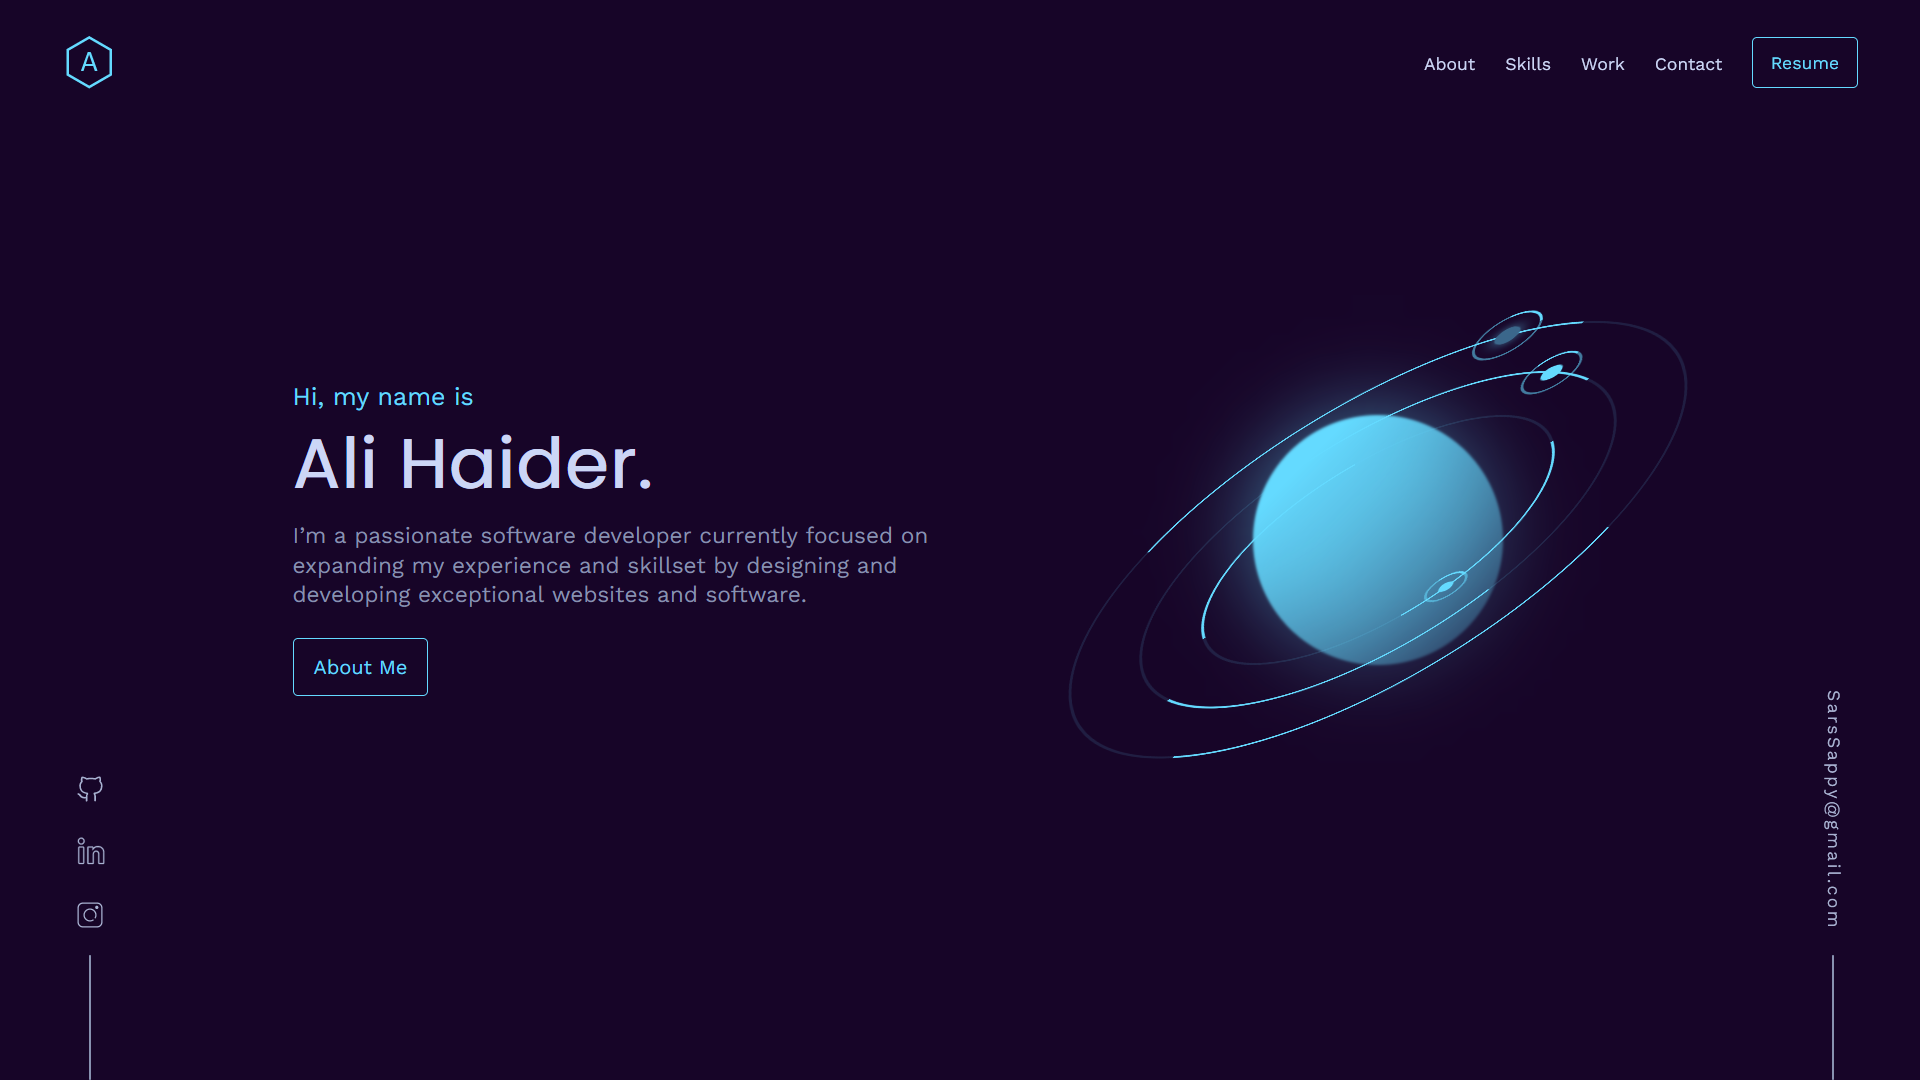 A
About
Skills
Work
Contact
Resume
Hi, my name is
Ali Haider.
I’m a passionate software developer currently focused on
expanding my experience and skillset by designing and
developing exceptional websites and software.
About Me
in
SarsSappy@gmail.com